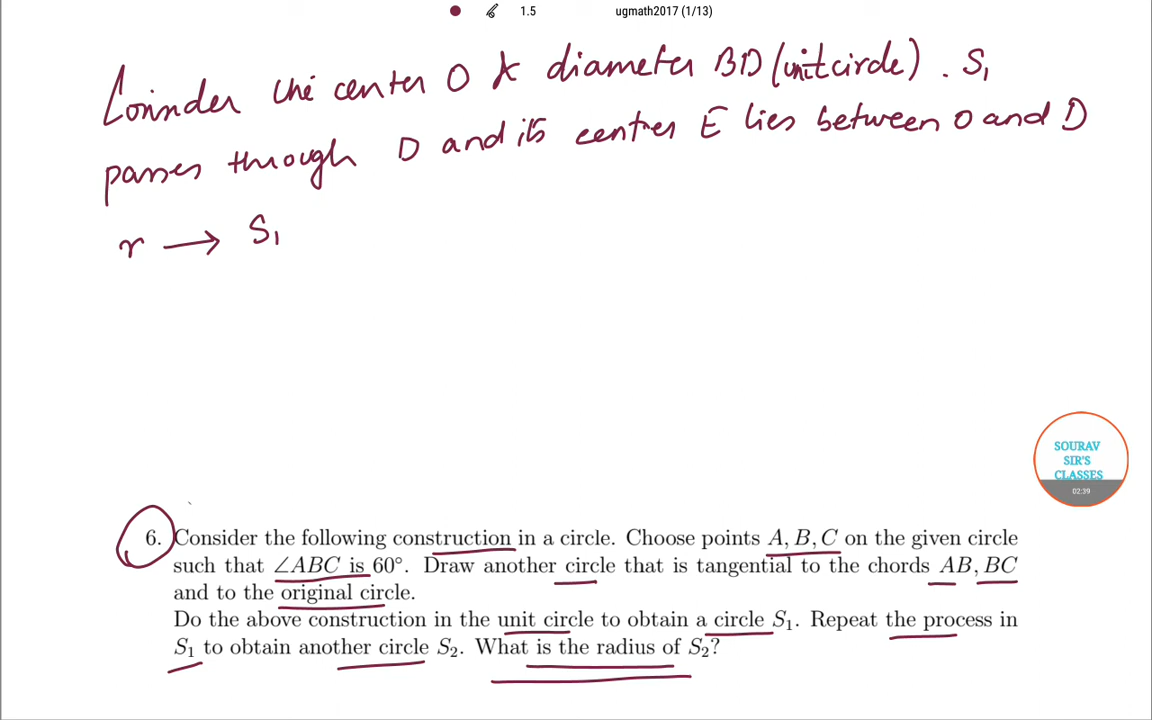 1.5 ugmath2017 (1/13)
Consider the center O & diameter BD (unit circle). S₁
passes through D and its center E lies between O and D
r → S₁
SOURAV
SIR'S
CLASSES
02:39
6. Consider the following construction in a circle. Choose points A, B, C on the given circle
such that ∠ABC is 60°. Draw another circle that is tangential to the chords AB, BC
and to the original circle.
Do the above construction in the unit circle to obtain a circle S₁. Repeat the process in
S₁ to obtain another circle S₂. What is the radius of S₂?